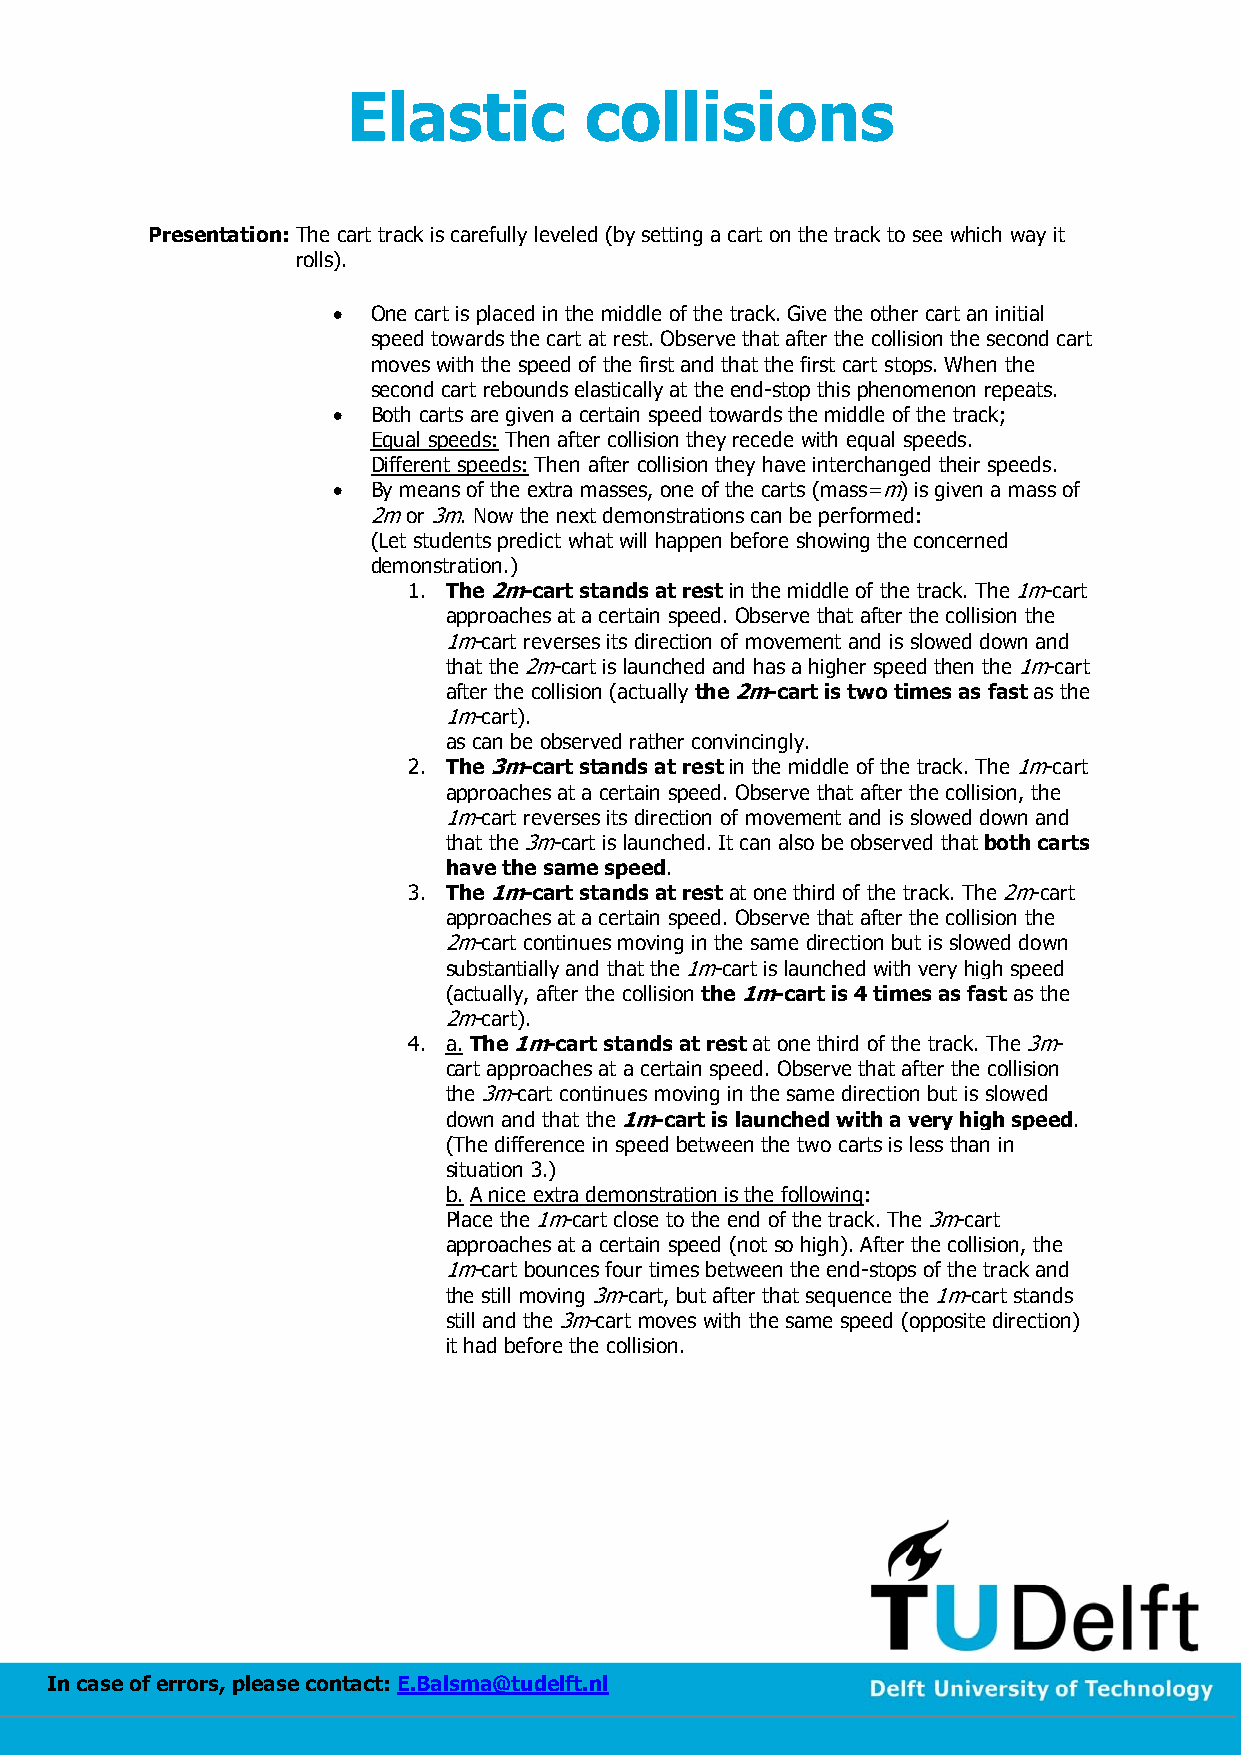 Elastic collisions
Presentation: The cart track is carefully leveled (by setting a cart on the track to see which way it
rolls).
• One cart is placed in the middle of the track. Give the other cart an initial
speed towards the cart at rest. Observe that after the collision the second cart
moves with the speed of the first and that the first cart stops. When the
second cart rebounds elastically at the end-stop this phenomenon repeats.
• Both carts are given a certain speed towards the middle of the track;
Equal speeds: Then after collision they recede with equal speeds.
Different speeds: Then after collision they have interchanged their speeds.
• By means of the extra masses, one of the carts (mass=m) is given a mass of
2m or 3m. Now the next demonstrations can be performed:
(Let students predict what will happen before showing the concerned
demonstration.)
1. The 2m-cart stands at rest in the middle of the track. The 1m-cart
approaches at a certain speed. Observe that after the collision the
1m-cart reverses its direction of movement and is slowed down and
that the 2m-cart is launched and has a higher speed then the 1m-cart
after the collision (actually the 2m-cart is two times as fast as the
1m-cart).
as can be observed rather convincingly.
2. The 3m-cart stands at rest in the middle of the track. The 1m-cart
approaches at a certain speed. Observe that after the collision, the
1m-cart reverses its direction of movement and is slowed down and
that the 3m-cart is launched. It can also be observed that both carts
have the same speed.
3. The 1m-cart stands at rest at one third of the track. The 2m-cart
approaches at a certain speed. Observe that after the collision the
2m-cart continues moving in the same direction but is slowed down
substantially and that the 1m-cart is launched with very high speed
(actually, after the collision the 1m-cart is 4 times as fast as the
2m-cart).
4. a. The 1m-cart stands at rest at one third of the track. The 3m-
cart approaches at a certain speed. Observe that after the collision
the 3m-cart continues moving in the same direction but is slowed
down and that the 1m-cart is launched with a very high speed.
(The difference in speed between the two carts is less than in
situation 3.)
b. A nice extra demonstration is the following:
Place the 1m-cart close to the end of the track. The 3m-cart
approaches at a certain speed (not so high). After the collision, the
1m-cart bounces four times between the end-stops of the track and
the still moving 3m-cart, but after that sequence the 1m-cart stands
still and the 3m-cart moves with the same speed (opposite direction)
it had before the collision.
TUDelft
In case of errors, please contact: E.Balsma@tudelft.nl
Delft University of Technology